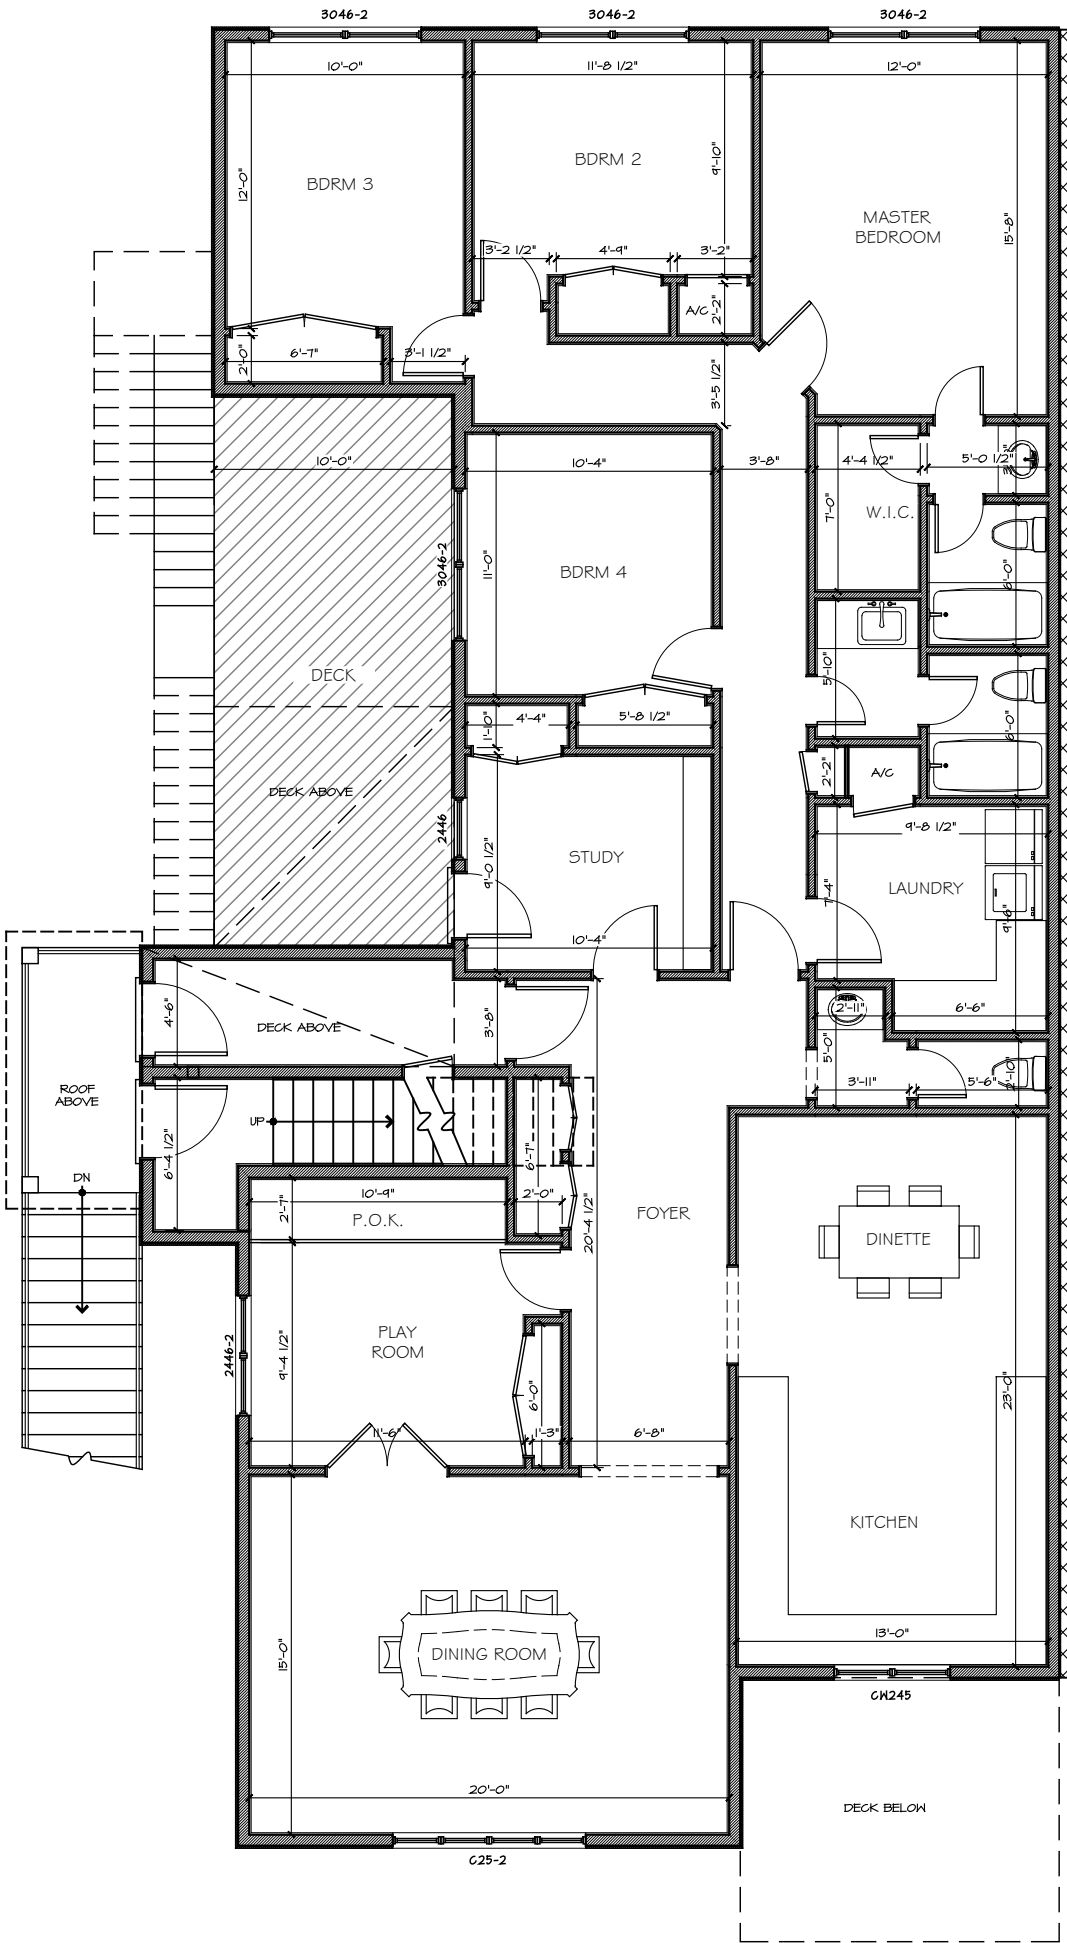 3046-2
3046-2
3046-2
10'-0"
11'-8 1/2"
12'-0"
12'-0"
BDRM 3
BDRM 2
9'-10"
MASTER
BEDROOM
15'-8"
3'-2 1/2"
4'-9"
3'-2"
A/C
2'-2"
2'-0"
6'-7"
3'-1 1/2"
3'-5 1/2"
10'-0"
10'-4"
3'-8"
4'-4 1/2"
5'-0 1/2"
7'-0"
W.I.C.
3046-2
11'-0"
BDRM 4
6'-0"
DECK
5'-10"
1'-10"
4'-4"
5'-8 1/2"
6'-0"
DECK ABOVE
2'-2"
A/C
2446
9'-0 1/2"
STUDY
9'-8 1/2"
7'-4"
LAUNDRY
9'-6"
10'-4"
4'-6"
DECK ABOVE
3'-8"
2'-11"
6'-6"
5'-0"
ROOF
ABOVE
3'-11"
5'-6"
2'-10"
UP
6'-4 1/2"
6'-7"
DN
10'-9"
2'-7"
P.O.K.
2'-0"
20'-4 1/2"
FOYER
DINETTE
2446-2
9'-4 1/2"
PLAY
ROOM
6'-0"
23'-0"
11'-6"
1'-3"
6'-8"
KITCHEN
15'-0"
DINING ROOM
13'-0"
CW245
20'-0"
DECK BELOW
C25-2